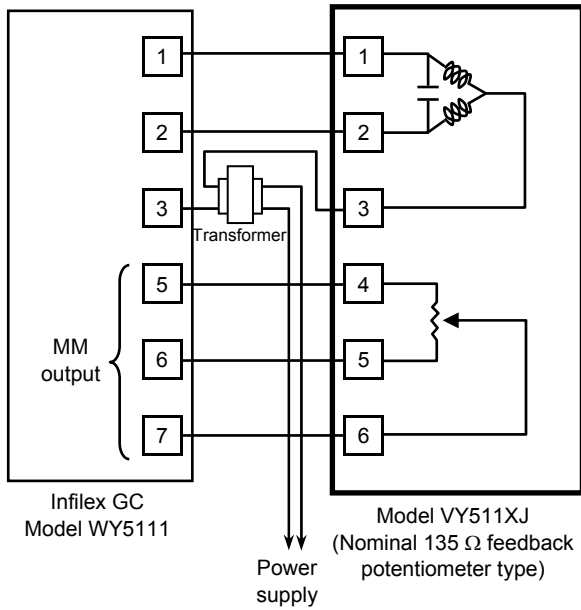 1
1
2
2
3
Transformer
3
5
4
MM
output
6
5
7
6
Infilex GC
Model WY5111
Model VY511XJ
(Nominal 135 Ω feedback
potentiometer type)
Power
supply